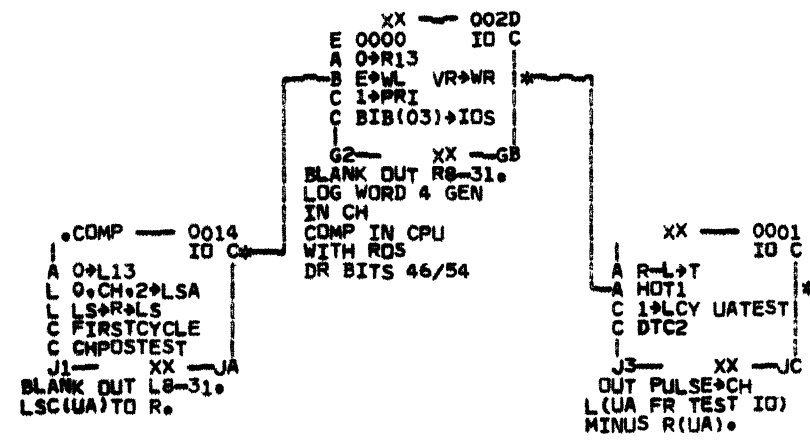 XX — 002D
E 0000 IO C
A 0→R13
B E→WL VR→WR *
C 1→PRI
C BIB(03)→IOS
G2— XX —GB
BLANK OUT R8—31.
LOG WORD 4 GEN
IN CH
COMP IN CPU
WITH ROS
DR BITS 46/54
.COMP — 0014
IO C*
A 0→L13
L 0.CH.2→LSA
L LS→R→LS
C FIRSTCYCLE
C CHPOSTEST
J1— XX —JA
BLANK OUT L8—31.
LSC(UA)TO R.
XX — 0001
IO C
A R—L→T
A HOT1 *
C 1→LCY UATEST
C DTC2
J3— XX —JC
OUT PULSE→CH
L(UA FR TEST IO)
MINUS R(UA).